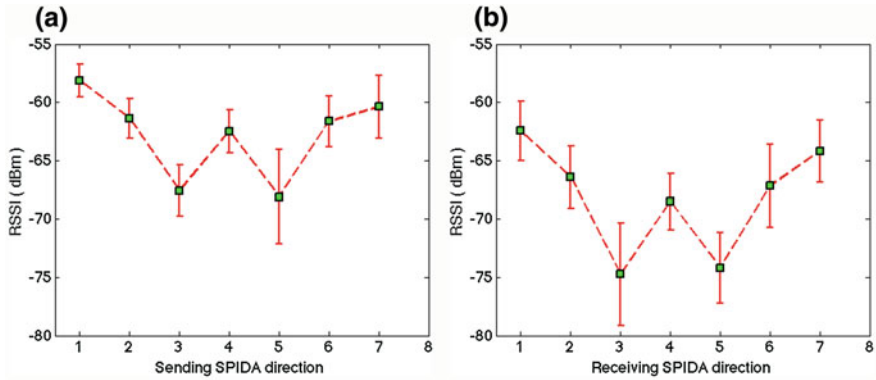 (a)
-55
-60
-65
-70
-75
-80
RSSI ( dBm)
1 2 3 4 5 6 7 8
Sending SPIDA direction
(b)
-55
-60
-65
-70
-75
-80
RSSI ( dBm)
1 2 3 4 5 6 7 8
Receiving SPIDA direction